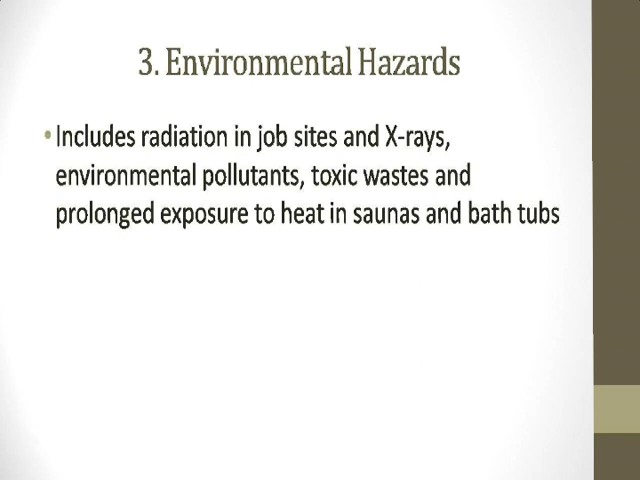 3. Environmental Hazards
• Includes radiation in job sites and X-rays,
environmental pollutants, toxic wastes and
prolonged exposure to heat in saunas and bath tubs